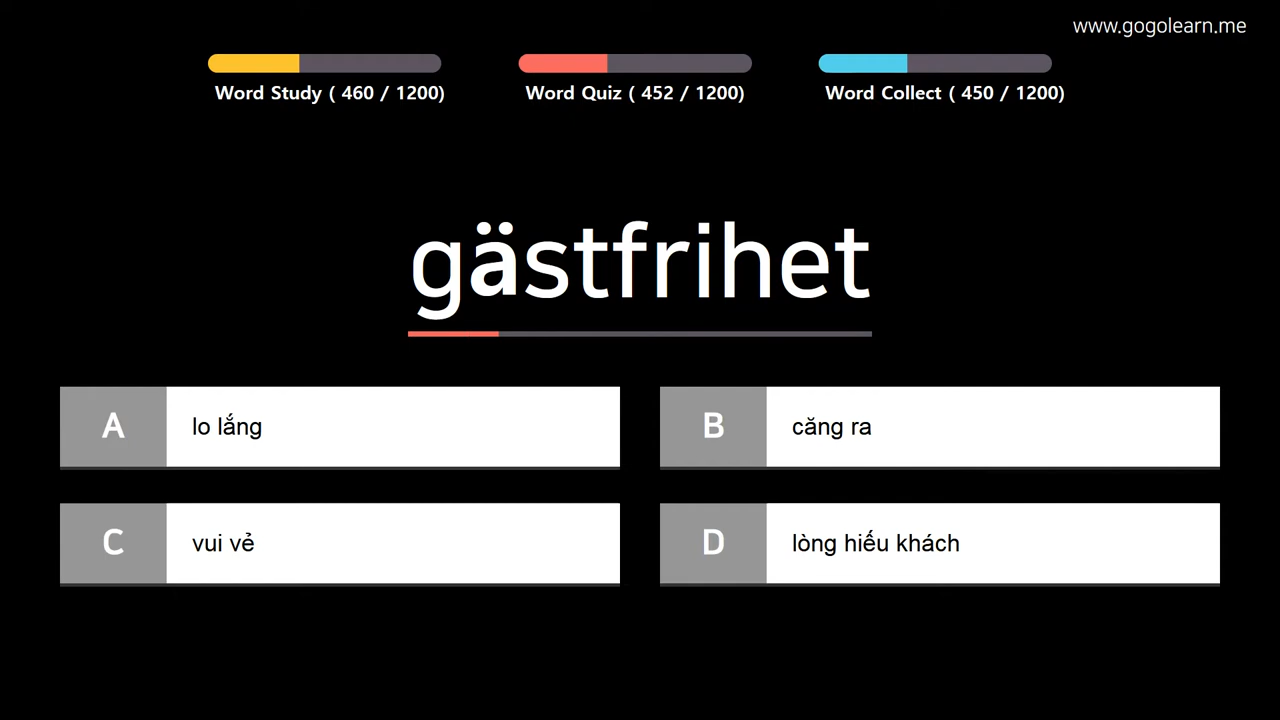 www.gogolearn.me
Word Study ( 460 / 1200)
Word Quiz ( 452 / 1200)
Word Collect ( 450 / 1200)
gästfrihet
A lo lắng
B căng ra
C vui vẻ
D lòng hiếu khách